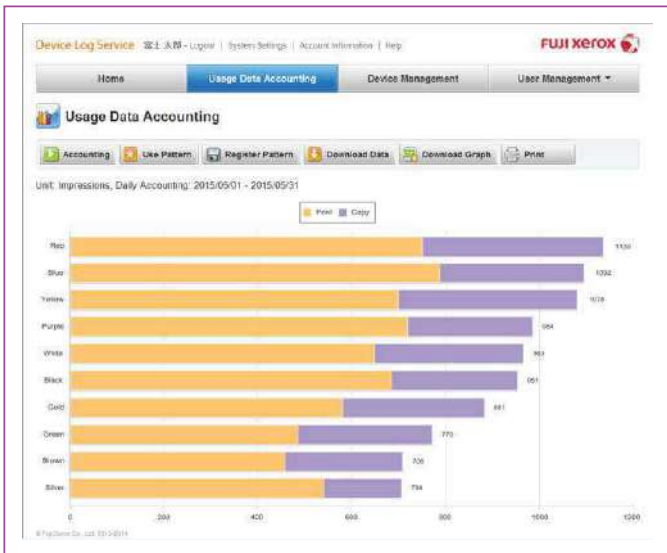 Device Log Service 富士 太郎 - Logout | System Settings | Account Information | Help
FUJI XEROX
Home Usage Data Accounting Device Management User Management
Usage Data Accounting
Accounting Use Pattern Register Pattern Download Data Download Graph Print
Unit: Impressions, Daily Accounting: 2015/05/01 - 2015/05/31
Print Copy
Red
Blue 1092
Yellow 1078
Purple 984
White 963
Black 951
Gold 881
Green 770
Brown
Silver
0 200 400 600 800 1000 1200